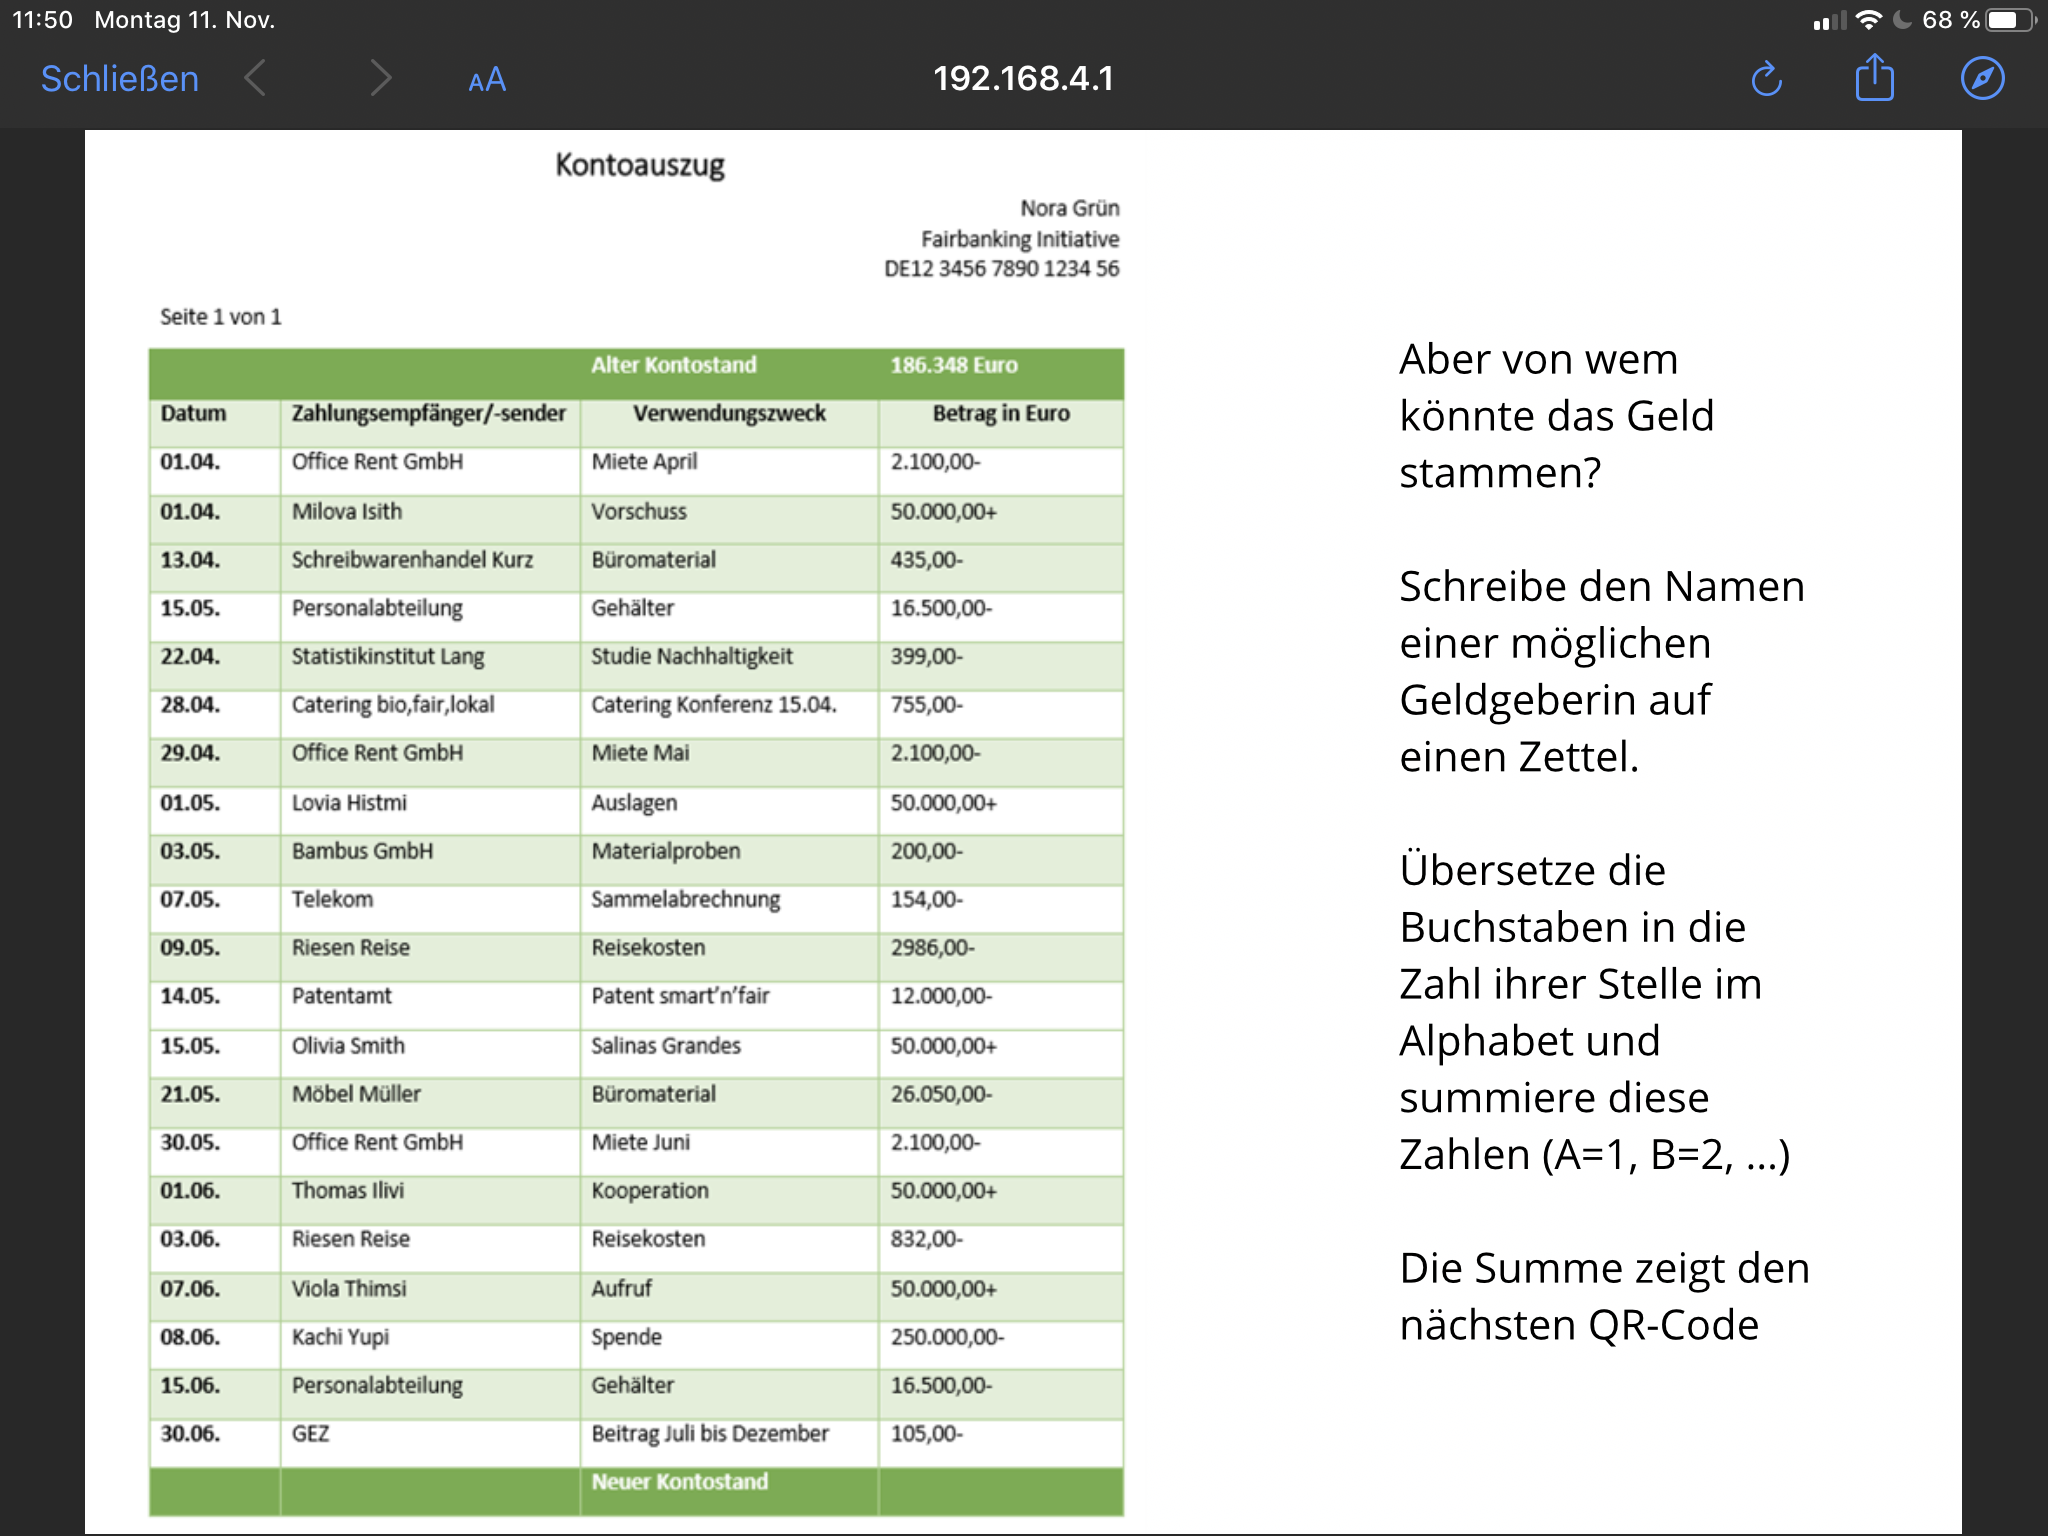 11:50 Montag 11. Nov.
68 %
Schließen
AA
192.168.4.1
Kontoauszug
Nora Grün
Fairbanking Initiative
DE12 3456 7890 1234 56
Seite 1 von 1
Alter Kontostand 186.348 Euro
Datum Zahlungsempfänger/-sender Verwendungszweck Betrag in Euro
01.04. Office Rent GmbH Miete April 2.100,00-
01.04. Milova Isith Vorschuss 50.000,00+
13.04. Schreibwarenhandel Kurz Büromaterial 435,00-
15.05. Personalabteilung Gehälter 16.500,00-
22.04. Statistikinstitut Lang Studie Nachhaltigkeit 399,00-
28.04. Catering bio,fair,lokal Catering Konferenz 15.04. 755,00-
29.04. Office Rent GmbH Miete Mai 2.100,00-
01.05. Lovia Histmi Auslagen 50.000,00+
03.05. Bambus GmbH Materialproben 200,00-
07.05. Telekom Sammelabrechnung 154,00-
09.05. Riesen Reise Reisekosten 2986,00-
14.05. Patentamt Patent smart’n’fair 12.000,00-
15.05. Olivia Smith Salinas Grandes 50.000,00+
21.05. Möbel Müller Büromaterial 26.050,00-
30.05. Office Rent GmbH Miete Juni 2.100,00-
01.06. Thomas Ilivi Kooperation 50.000,00+
03.06. Riesen Reise Reisekosten 832,00-
07.06. Viola Thimsi Aufruf 50.000,00+
08.06. Kachi Yupi Spende 250.000,00-
15.06. Personalabteilung Gehälter 16.500,00-
30.06. GEZ Beitrag Juli bis Dezember 105,00-
Neuer Kontostand
Aber von wem
könnte das Geld
stammen?
Schreibe den Namen
einer möglichen
Geldgeberin auf
einen Zettel.
Übersetze die
Buchstaben in die
Zahl ihrer Stelle im
Alphabet und
summiere diese
Zahlen (A=1, B=2, ...)
Die Summe zeigt den
nächsten QR-Code